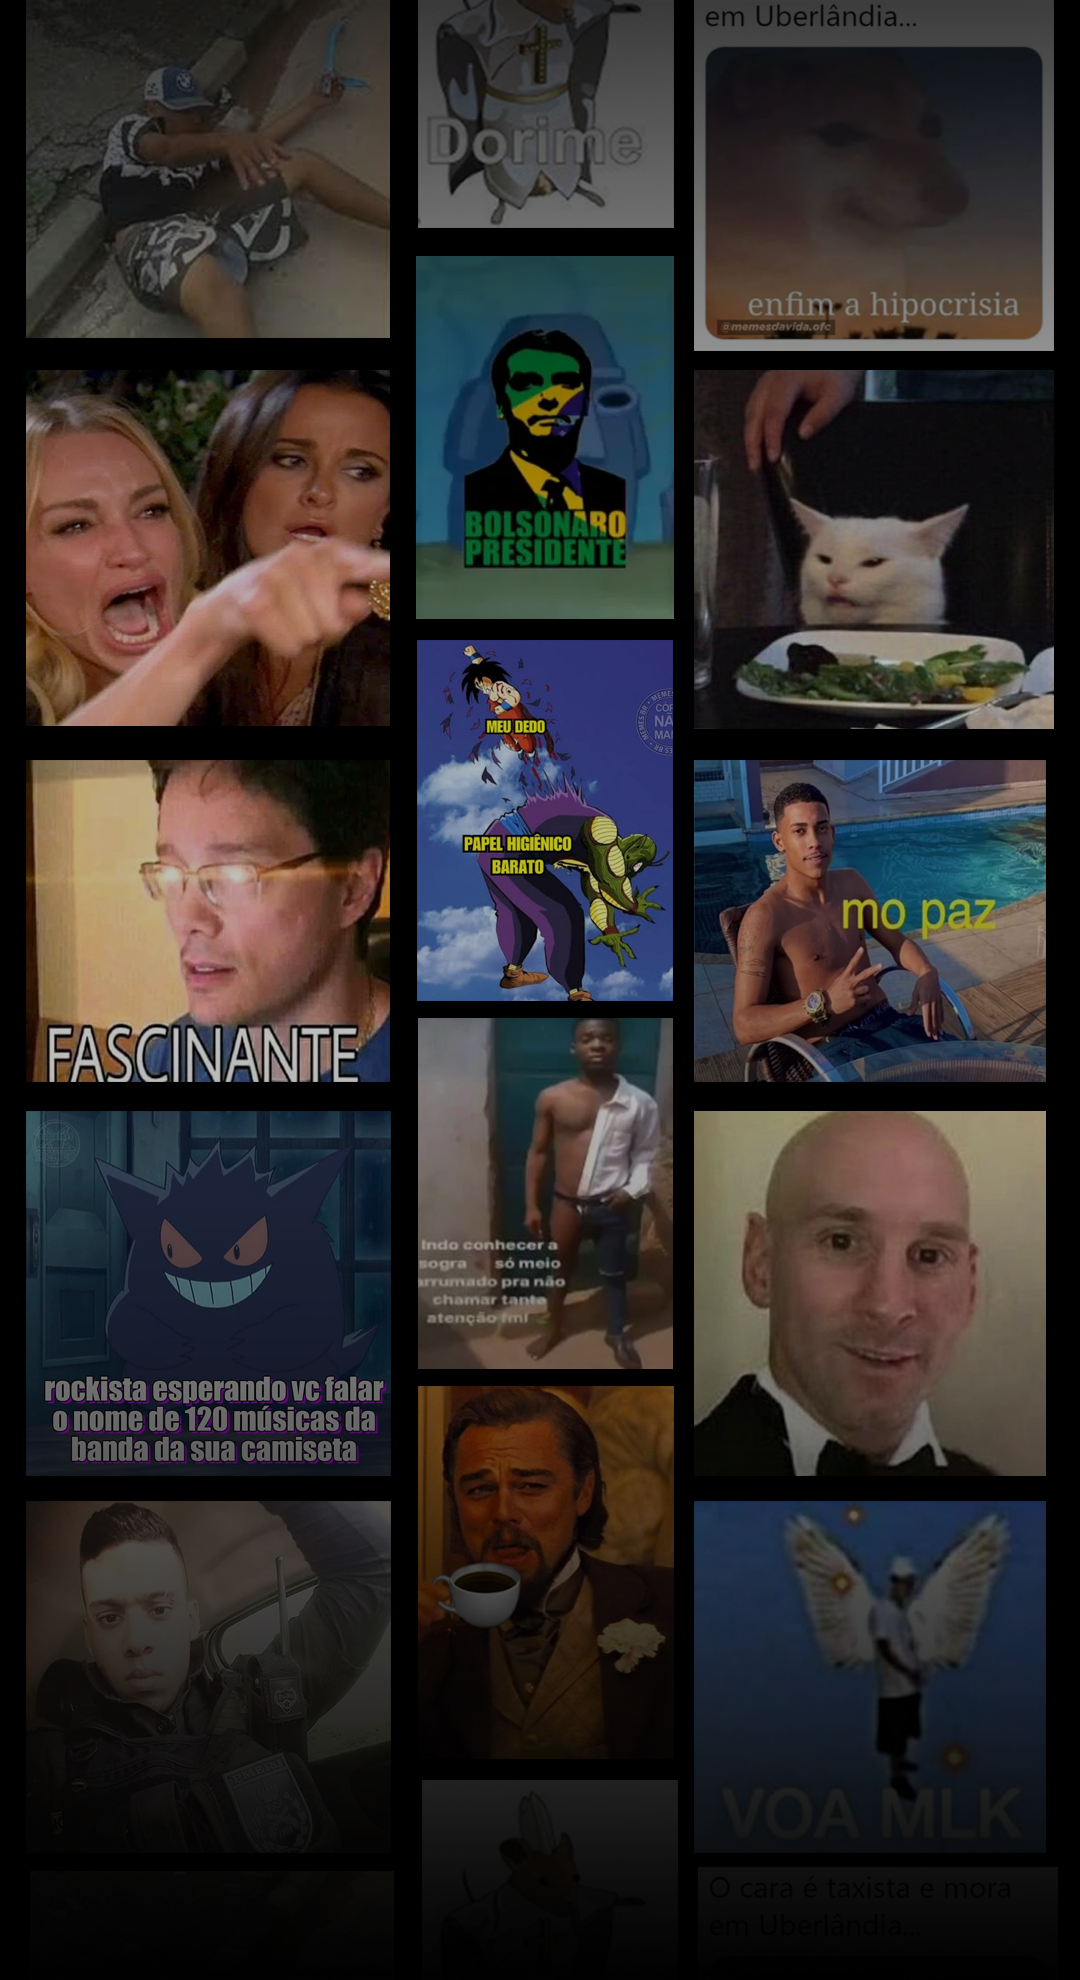 em Uberlândia...
Dorime
enfim a hipocrisia
@memesdavida.ofc
BOLSONARO
PRESIDENTE
MEU DEDO
PAPEL HIGIÊNICO
BARATO
FASCINANTE
mo paz
Indo conhecer a
sogra só meio
arrumado pra não
chamar tanta
atenção fml
rockista esperando vc falar
o nome de 120 músicas da
banda da sua camiseta
VOA MLK
O cara é taxista e mora
em Uberlândia...